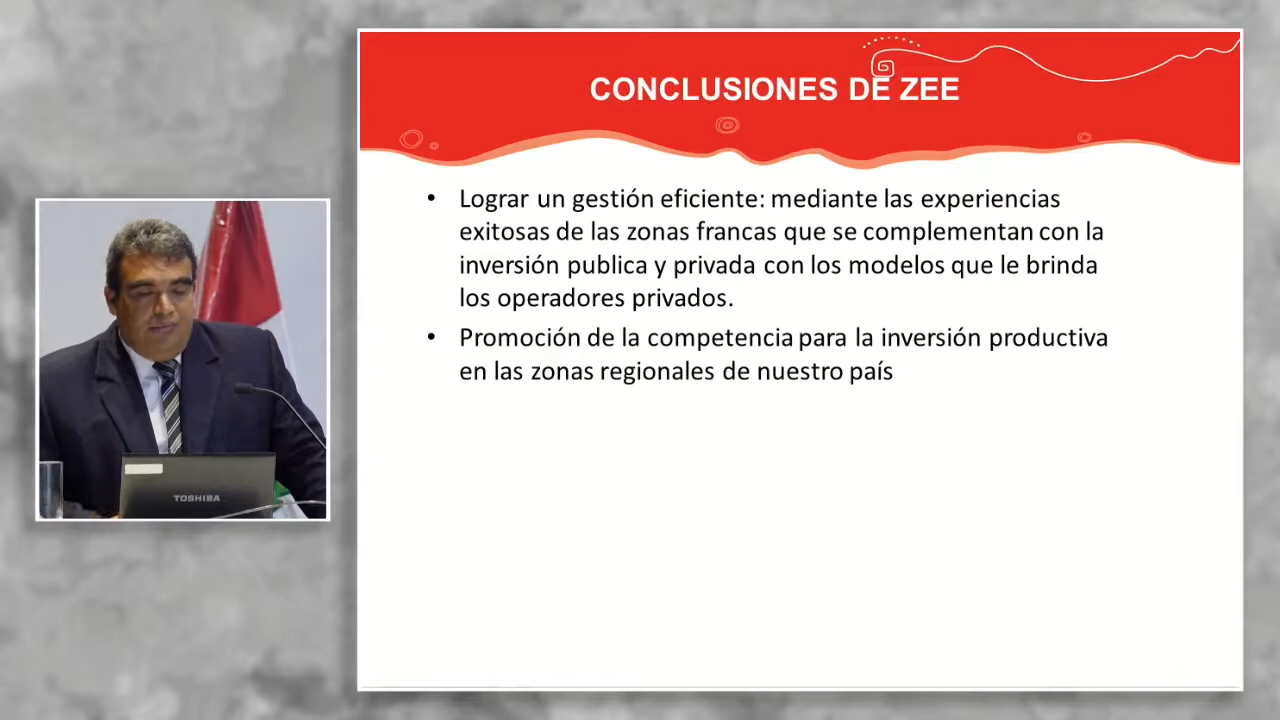 CONCLUSIONES DE ZEE
• Lograr un gestión eficiente: mediante las experiencias
exitosas de las zonas francas que se complementan con la
inversión publica y privada con los modelos que le brinda
los operadores privados.
• Promoción de la competencia para la inversión productiva
en las zonas regionales de nuestro país
TOSHIBA